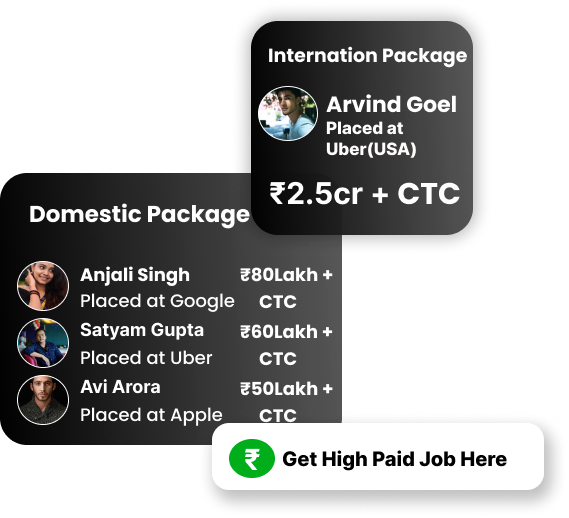 Internation Package
Arvind Goel
Placed at
Uber(USA)
₹2.5cr + CTC
Domestic Package
Anjali Singh ₹80Lakh +
Placed at Google CTC
Satyam Gupta ₹60Lakh +
Placed at Uber CTC
Avi Arora ₹50Lakh +
Placed at Apple CTC
₹ Get High Paid Job Here